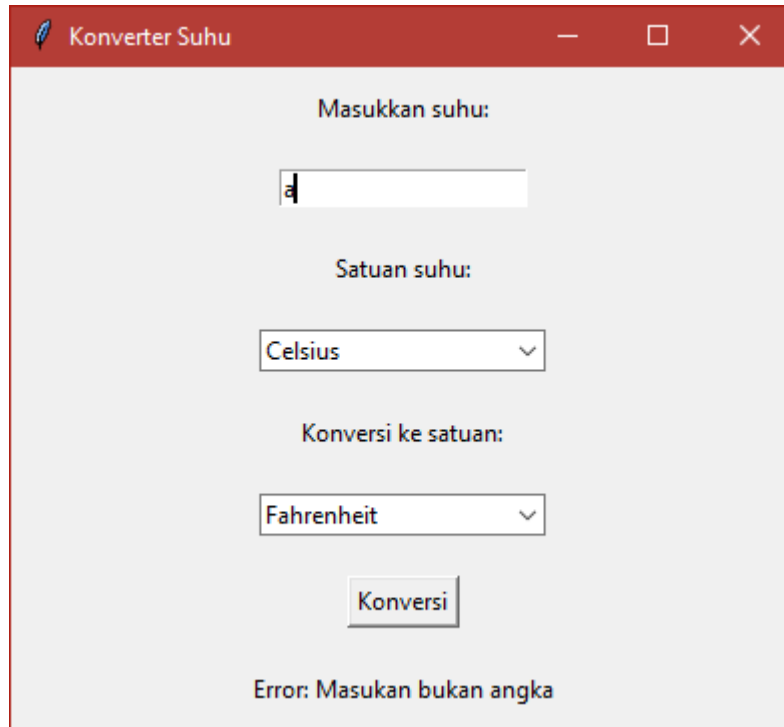 Konverter Suhu
Masukkan suhu:
a
Satuan suhu:
Celsius
Konversi ke satuan:
Fahrenheit
Konversi
Error: Masukan bukan angka